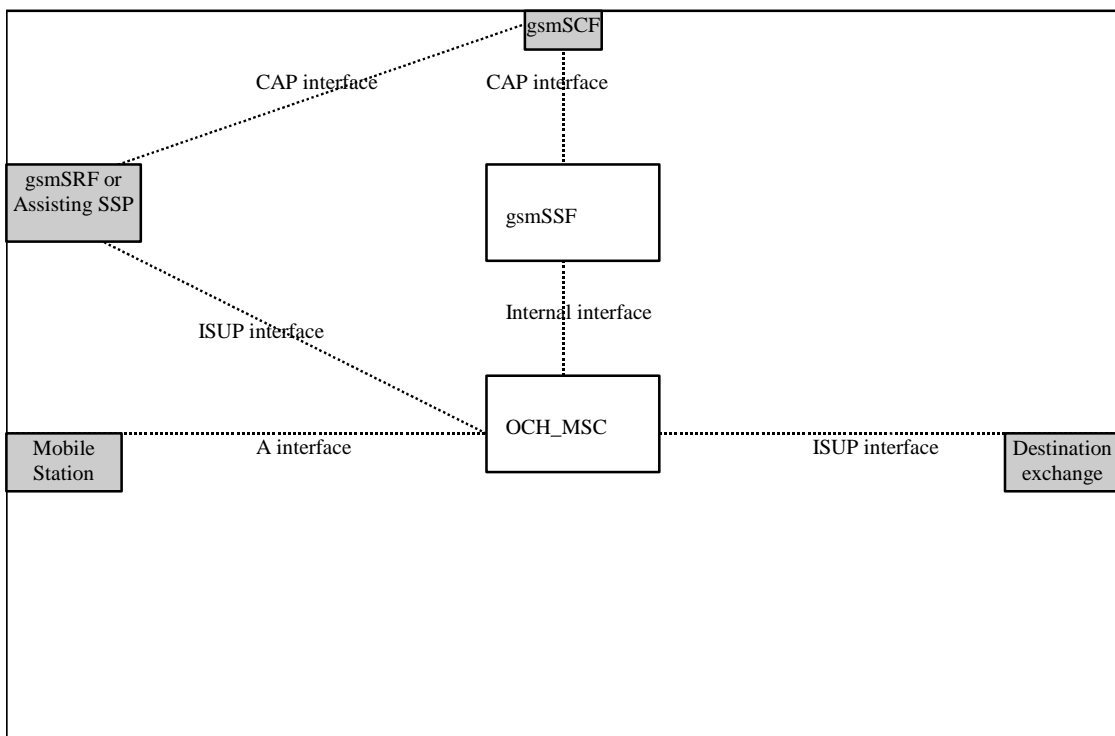 gsmSCF
CAP interface
CAP interface
gsmSRF or
Assisting SSP
gsmSSF
Internal interface
ISUP interface
OCH_MSC
Mobile
Station
A interface
ISUP interface
Destination
exchange